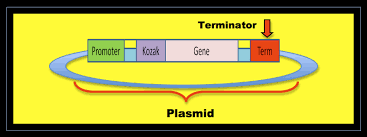 Terminator
Promoter Kozak Gene Term
Plasmid